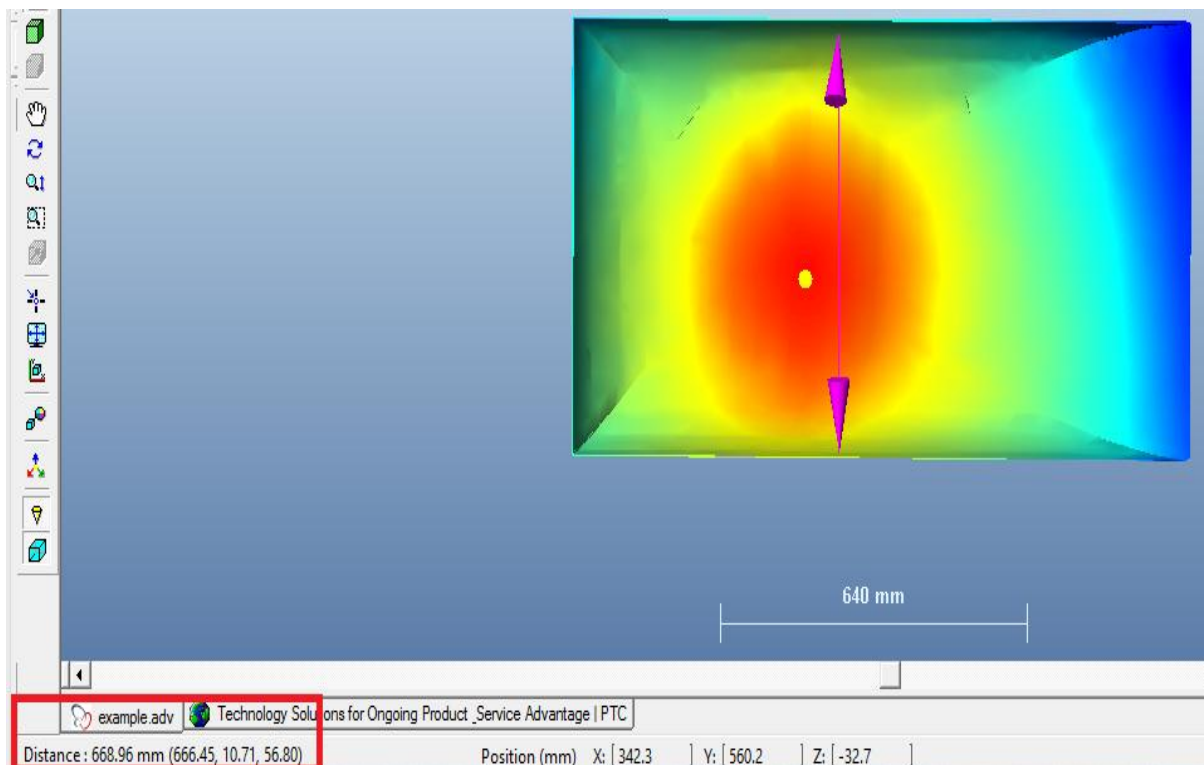 640 mm
example.adv Technology Solutions for Ongoing Product _Service Advantage | PTC
Distance : 668.96 mm (666.45, 10.71, 56.80) Position (mm) X: [ 342.3 ] Y: [ 560.2 ] Z: [ -32.7 ]